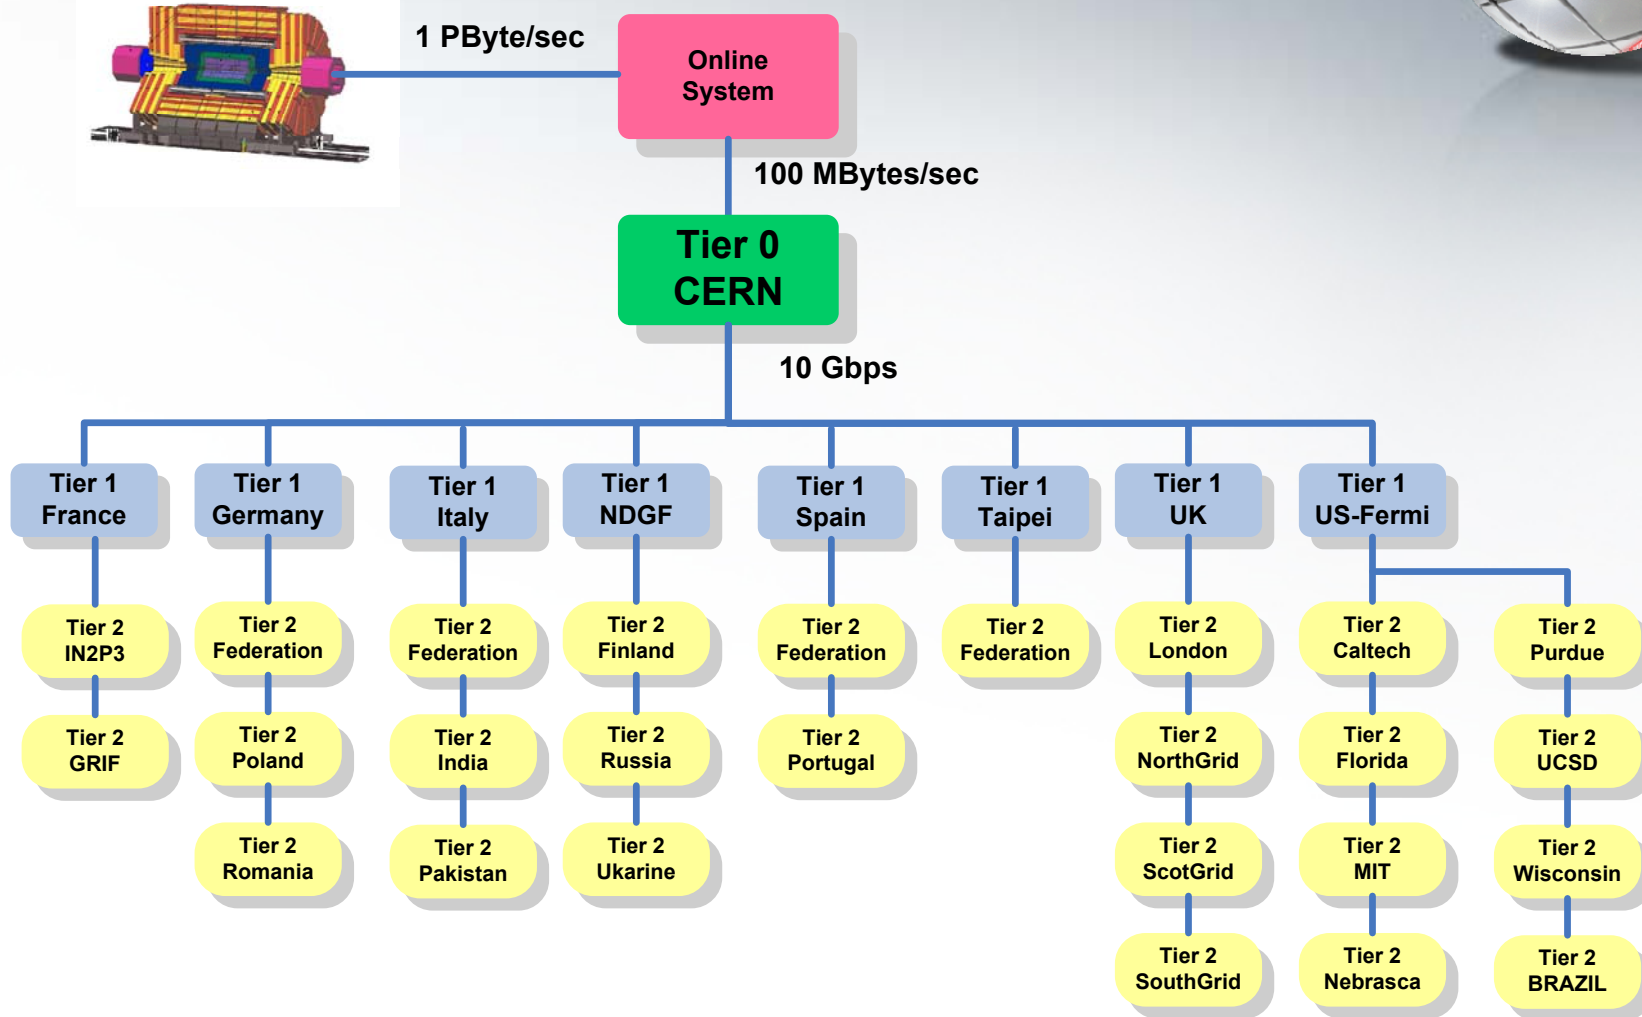 1 PByte/sec
Online
System
100 MBytes/sec
Tier 0
CERN
10 Gbps
Tier 1
France
Tier 1
Germany
Tier 1
Italy
Tier 1
NDGF
Tier 1
Spain
Tier 1
Taipei
Tier 1
UK
Tier 1
US-Fermi
Tier 2
IN2P3
Tier 2
Federation
Tier 2
Federation
Tier 2
Finland
Tier 2
Federation
Tier 2
Federation
Tier 2
London
Tier 2
Caltech
Tier 2
Purdue
Tier 2
GRIF
Tier 2
Poland
Tier 2
India
Tier 2
Russia
Tier 2
Portugal
Tier 2
NorthGrid
Tier 2
Florida
Tier 2
UCSD
Tier 2
Romania
Tier 2
Pakistan
Tier 2
Ukarine
Tier 2
ScotGrid
Tier 2
MIT
Tier 2
Wisconsin
Tier 2
SouthGrid
Tier 2
Nebrasca
Tier 2
BRAZIL